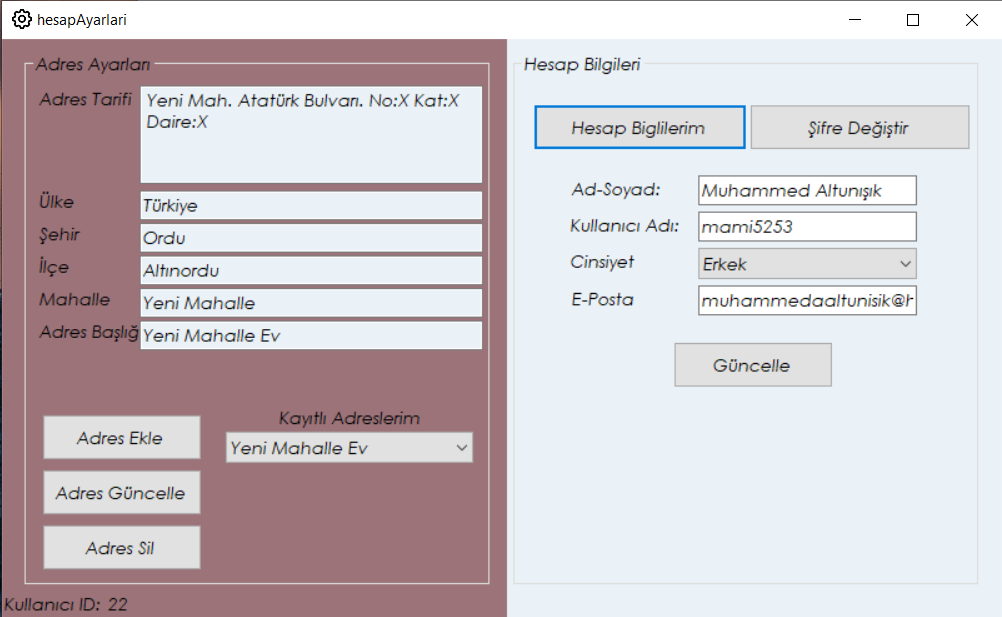 hesapAyarlari
Adres Ayarları
Adres Tarifi
Yeni Mah. Atatürk Bulvarı. No:X Kat:X
Daire:X
Ülke
Türkiye
Şehir
Ordu
İlçe
Altınordu
Mahalle
Yeni Mahalle
Adres Başlığ
Yeni Mahalle Ev
Adres Ekle
Kayıtlı Adreslerim
Yeni Mahalle Ev
Adres Güncelle
Adres Sil
Kullanıcı ID: 22
Hesap Bilgileri
Hesap Biglilerim
Şifre Değiştir
Ad-Soyad:
Muhammed Altunışık
Kullanıcı Adı:
mami5253
Cinsiyet
Erkek
E-Posta
muhammedaaltunisik@h
Güncelle